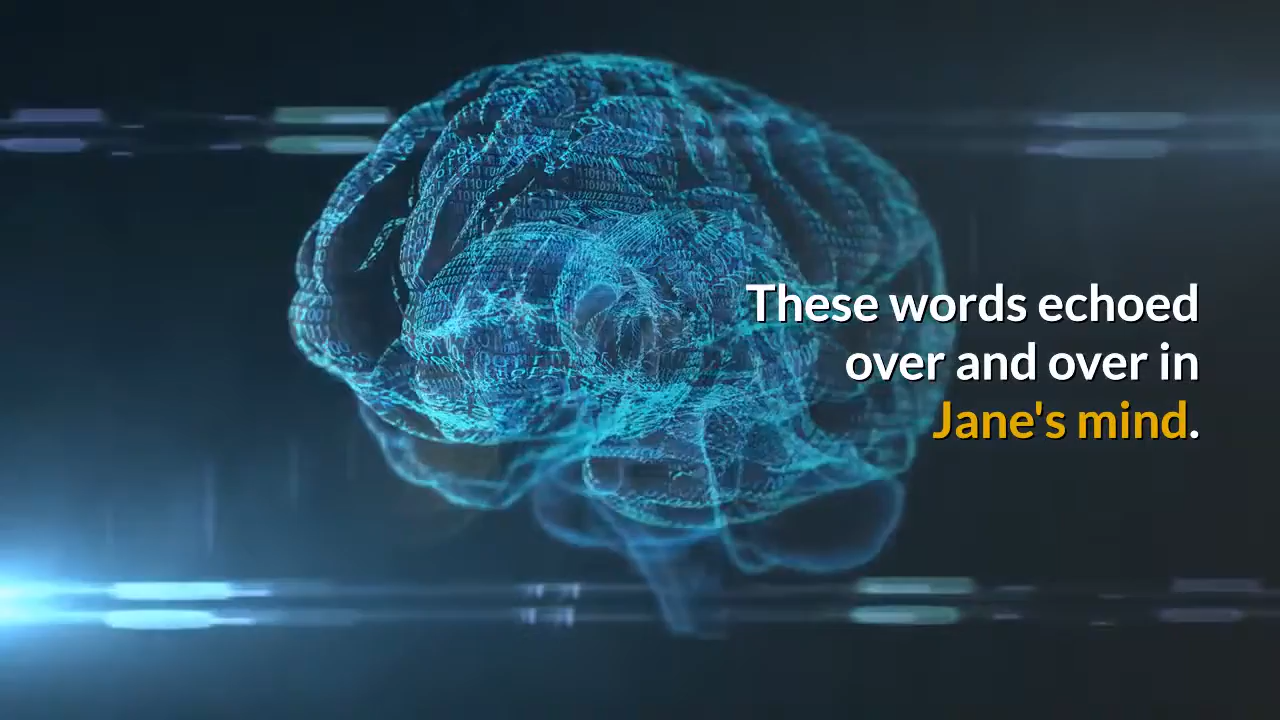 These words echoed
over and over in
Jane's mind.